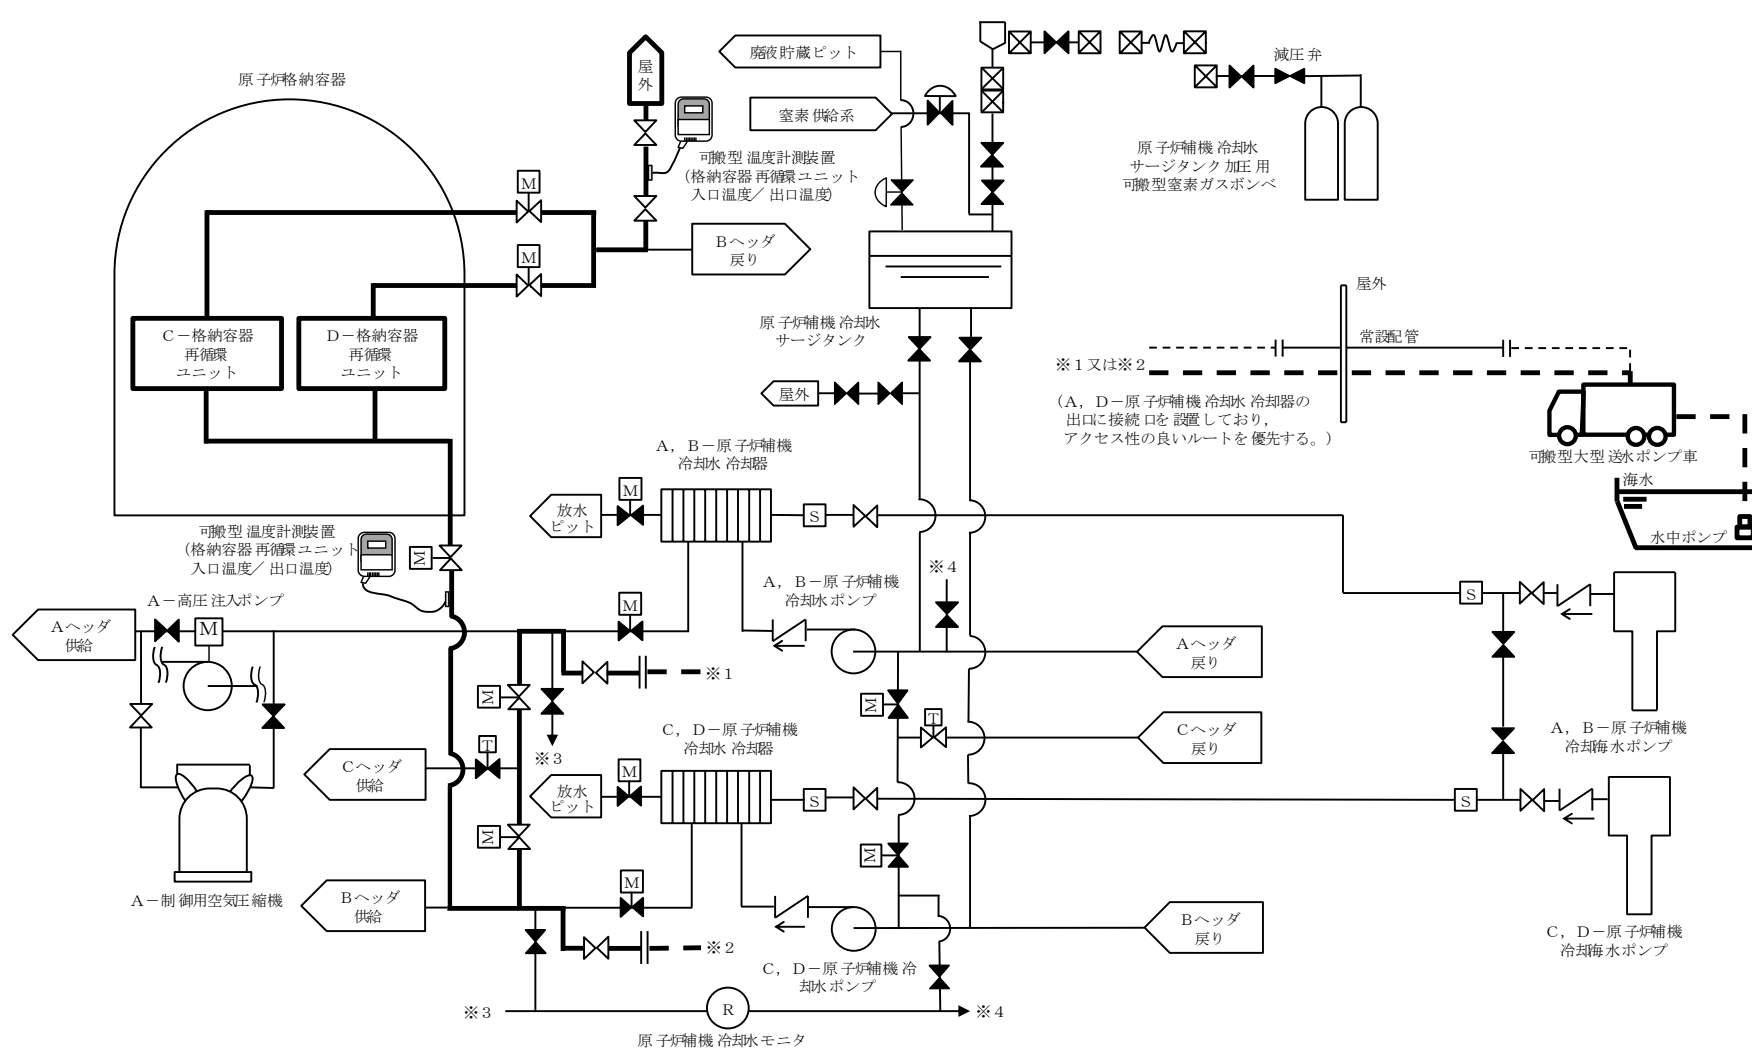 原子炉格納容器
屋
外
廃液貯蔵ピット
窒素供給系
減圧弁
原子炉補機冷却水
サージタンク加圧用
可搬型窒素ガスボンベ
可搬型温度計測装置
(格納容器再循環ユニット
入口温度/出口温度)
M
M
Bヘッダ
戻り
C-格納容器
再循環
ユニット
D-格納容器
再循環
ユニット
原子炉補機冷却水
サージタンク
屋外
屋外
常設配管
※1又は※2
(A,D-原子炉補機冷却水冷却器の
出口に接続口を設置しており,
アクセス性の良いルートを優先する。)
可搬型大型送水ポンプ車
海水
水中ポンプ
A,B-原子炉補機
冷却水冷却器
放水
ピット
M
S
可搬型温度計測装置
(格納容器再循環ユニット
入口温度/出口温度)
M
A-高圧注入ポンプ
Aヘッダ
供給
M
M
A,B-原子炉補機
冷却水ポンプ
※4
Aヘッダ
戻り
S
※1
M
M
T
Cヘッダ
戻り
A,B-原子炉補機
冷却海水ポンプ
C,D-原子炉補機
冷却水冷却器
※3
T
Cヘッダ
供給
放水
ピット
M
S
S
M
M
A-制御用空気圧縮機
Bヘッダ
供給
M
※2
Bヘッダ
戻り
C,D-原子炉補機冷
却水ポンプ
C,D-原子炉補機
冷却海水ポンプ
※3
R
※4
原子炉補機冷却水モニタ